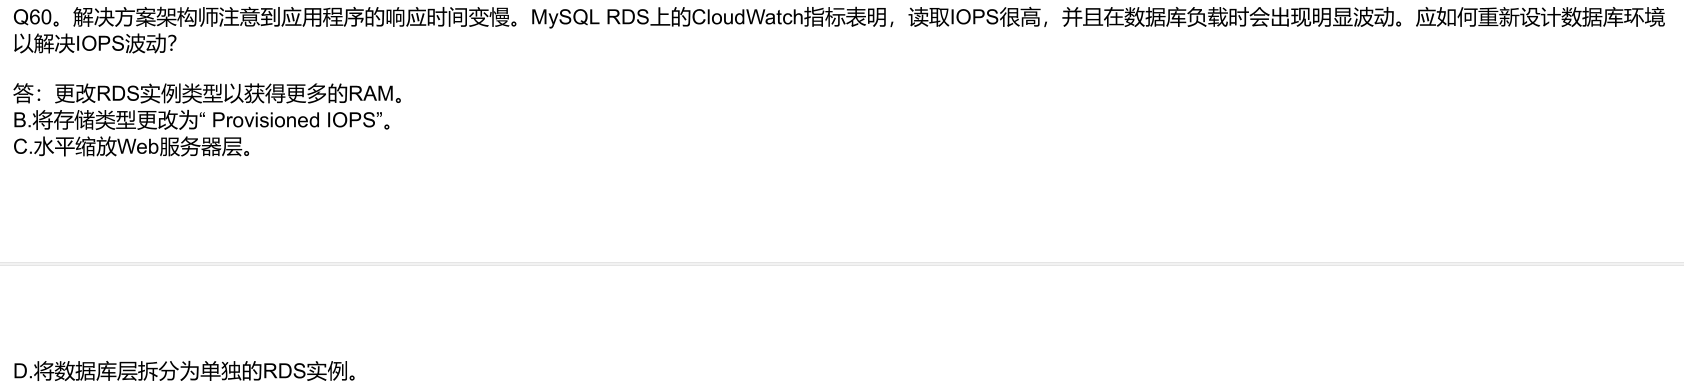 Q60。解决方案架构师注意到应用程序的响应时间变慢。MySQL RDS上的CloudWatch指标表明，读取IOPS很高，并且在数据库负载时会出现明显波动。应如何重新设计数据库环境
以解决IOPS波动？
答：更改RDS实例类型以获得更多的RAM。
B.将存储类型更改为“ Provisioned IOPS”。
C.水平缩放Web服务器层。
D.将数据库层拆分为单独的RDS实例。